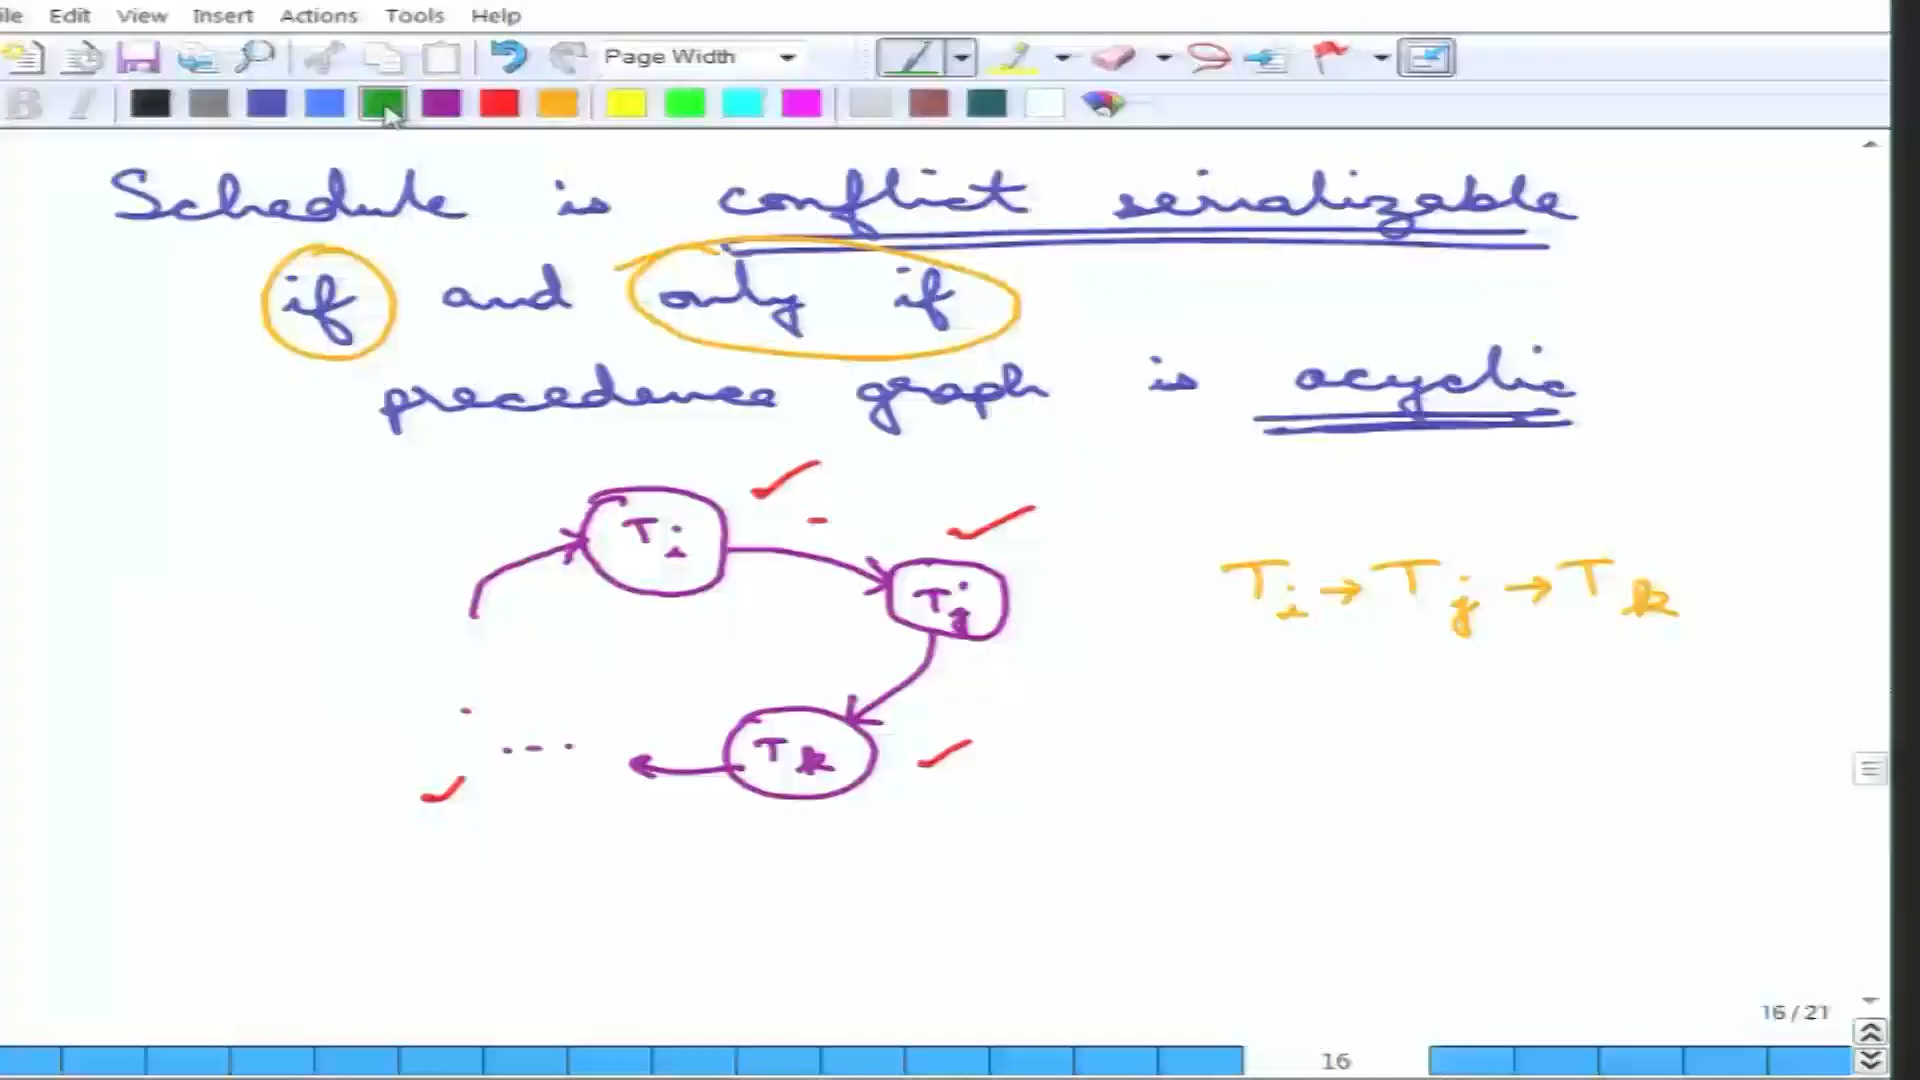 ile Edit View Insert Actions Tools Help
Page Width
B I
Schedule is conflict serializable
if and only if
precedence graph is acyclic
Ti
Tj
Ti → Tj → Tk
Tk
...
16 / 21
16